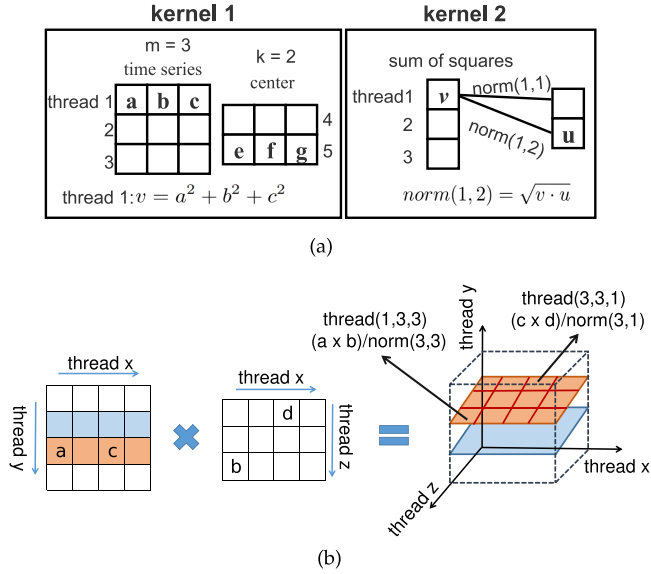 kernel 1
kernel 2
m = 3
time series
k = 2
center
thread 1
a b c
2
3
4
e f g
5
thread 1:v = a² + b² + c²
sum of squares
thread1
v
2
3
norm(1,1)
norm(1,2)
u
norm(1, 2) = √v · u
(a)
thread x
thread y
a
c
thread x
thread z
d
b
thread(1,3,3)
(a x b)/norm(3,3)
thread y
thread(3,3,1)
(c x d)/norm(3,1)
thread x
thread z
(b)